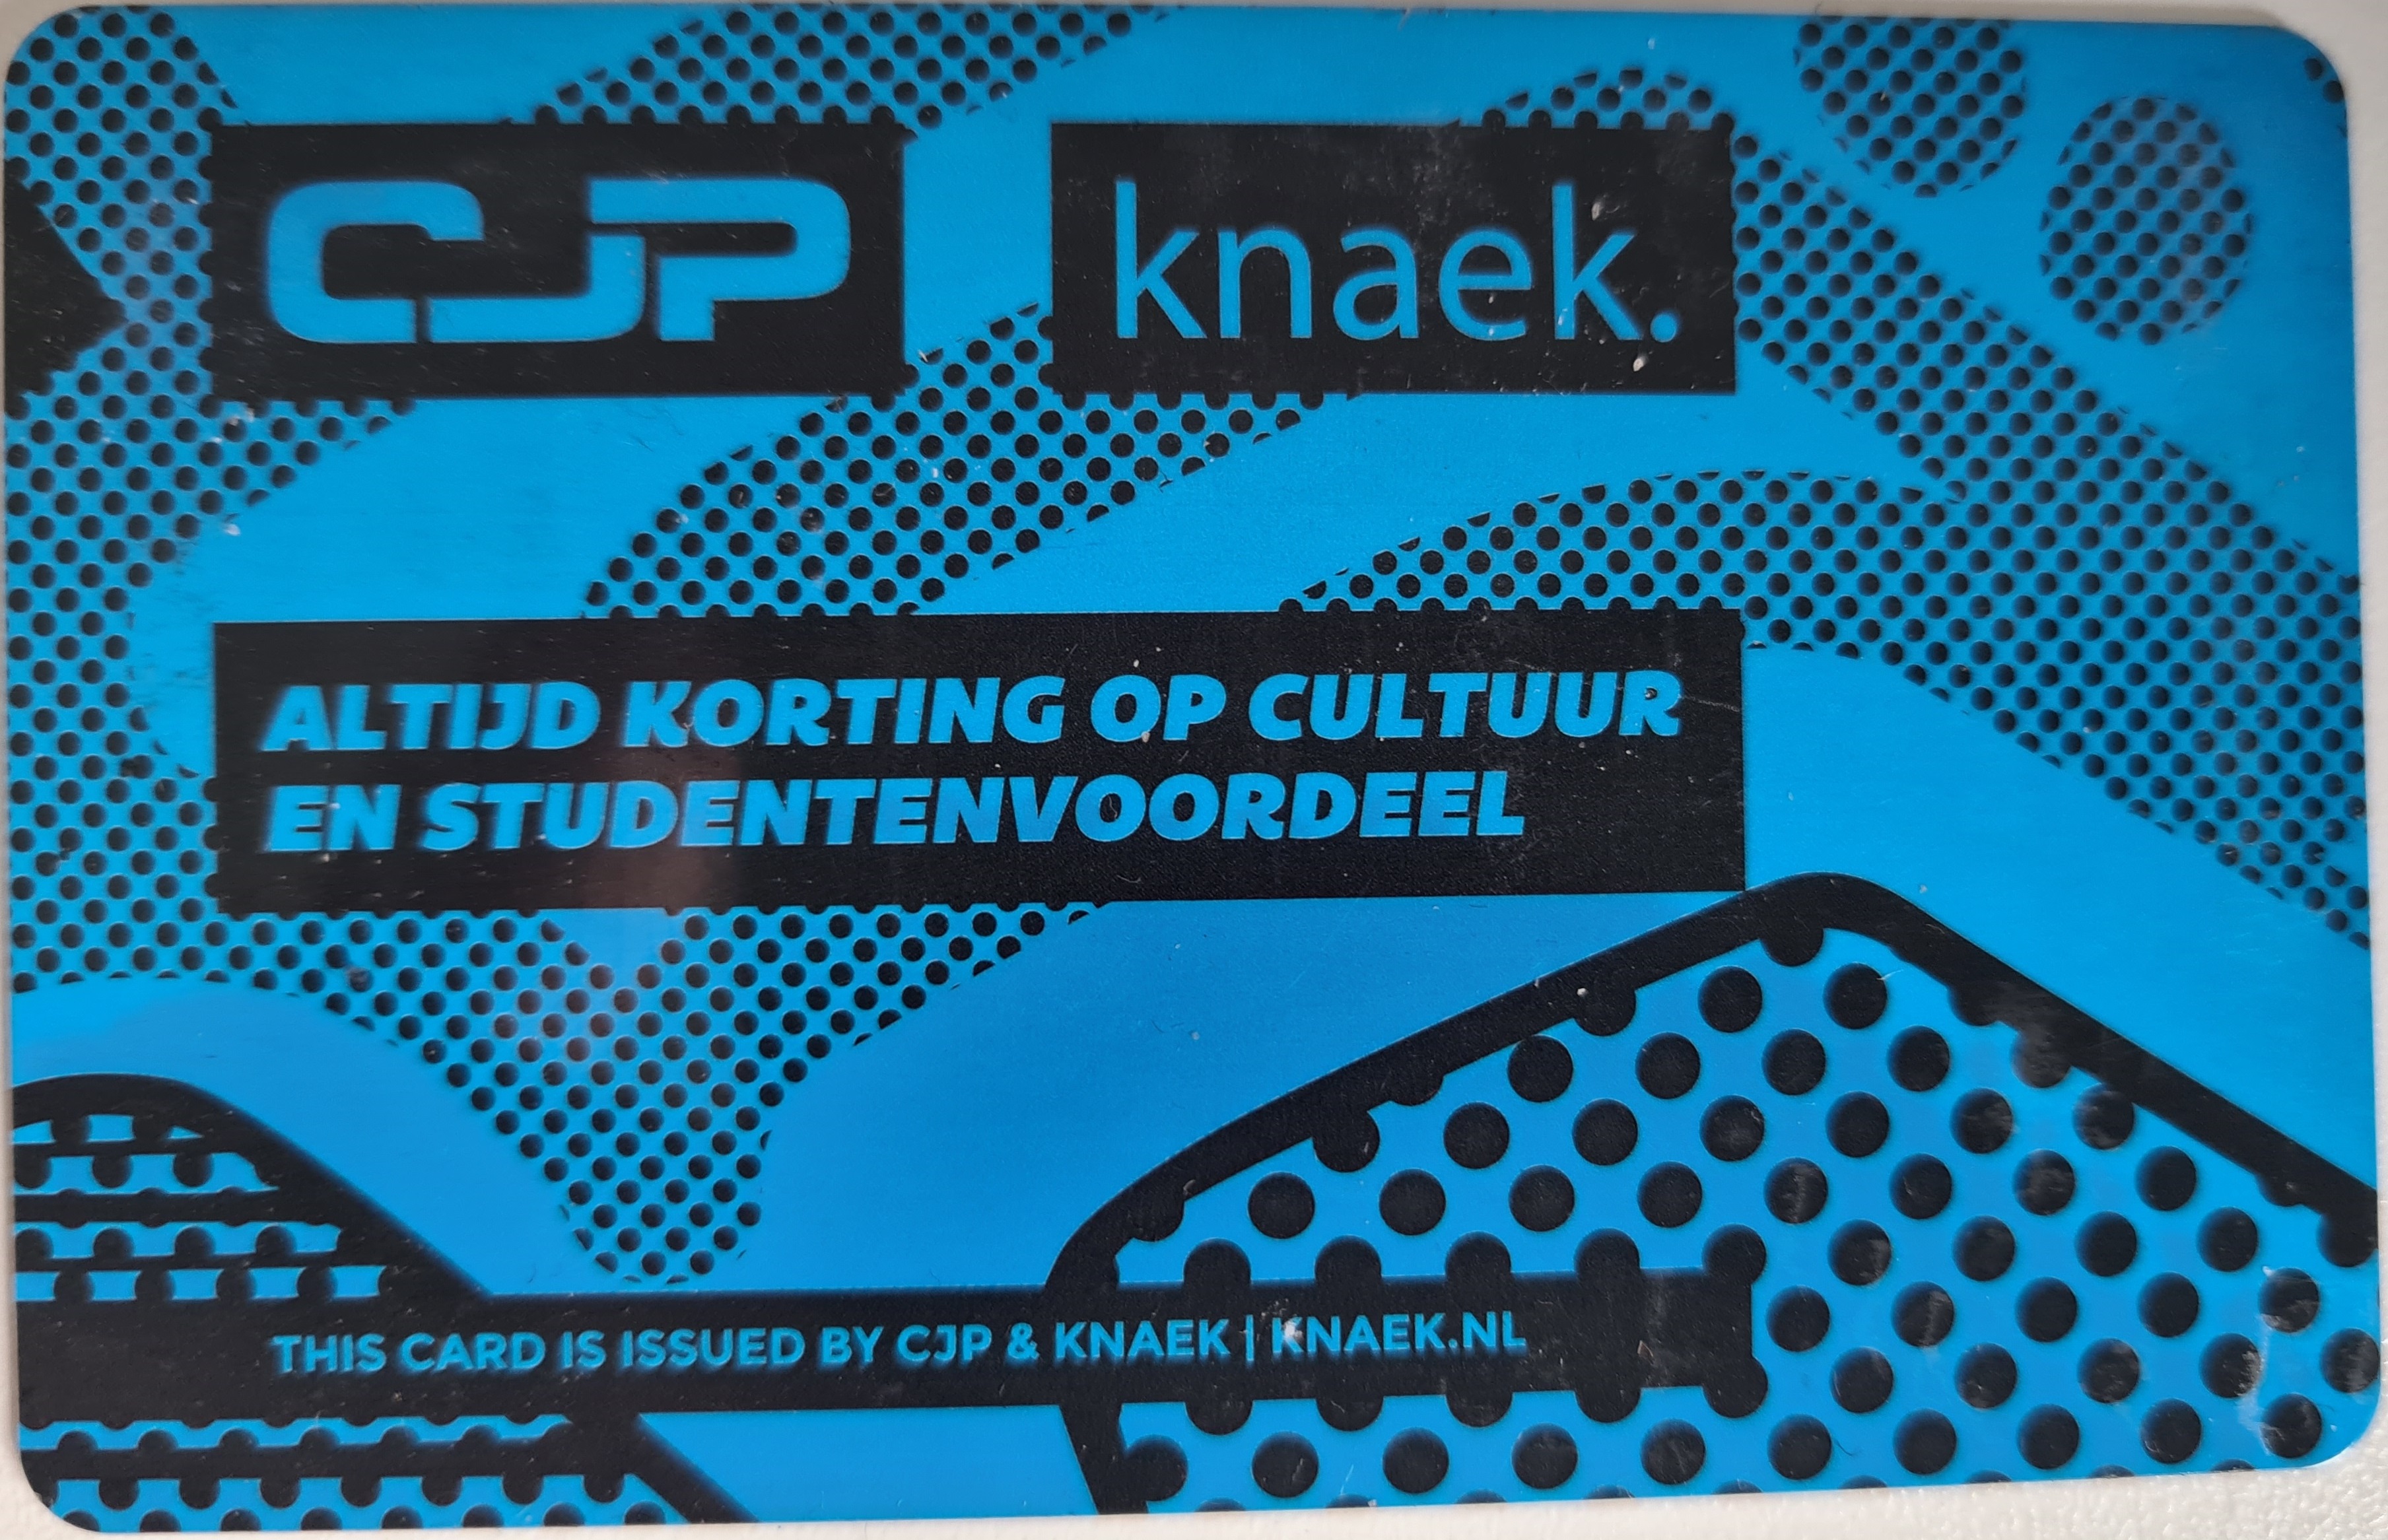 CJP knaek.
ALTIJD KORTING OP CULTUUR
EN STUDENTENVOORDEEL
THIS CARD IS ISSUED BY CJP & KNAEK | KNAEK.NL